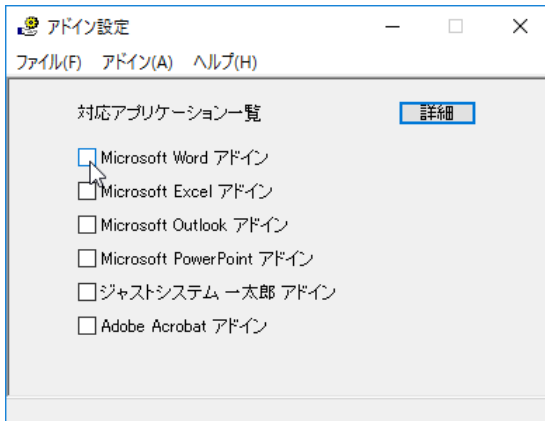 アドイン設定
ファイル(F) アドイン(A) ヘルプ(H)
対応アプリケーション一覧 詳細
Microsoft Word アドイン
Microsoft Excel アドイン
Microsoft Outlook アドイン
Microsoft PowerPoint アドイン
ジャストシステム 一太郎 アドイン
Adobe Acrobat アドイン